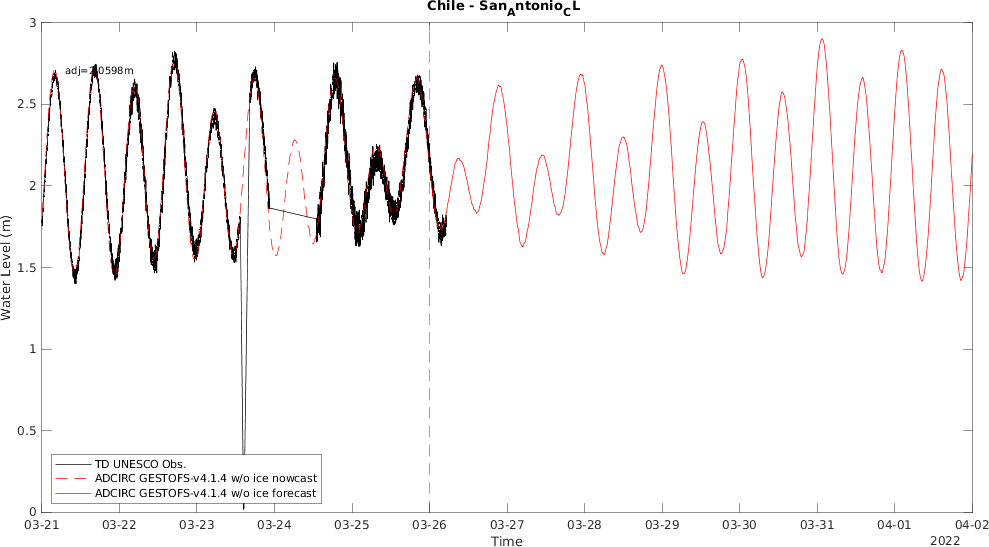 Chile - San_Antonio_CL
3
adj=2.0598m
2.5
2
1.5
1
0.5
0
Water Level (m)
TD UNESCO Obs.
ADCIRC GESTOFS-v4.1.4 w/o ice nowcast
ADCIRC GESTOFS-v4.1.4 w/o ice forecast
03-21 03-22 03-23 03-24 03-25 03-26 03-27 03-28 03-29 03-30 03-31 04-01 04-02
Time
2022